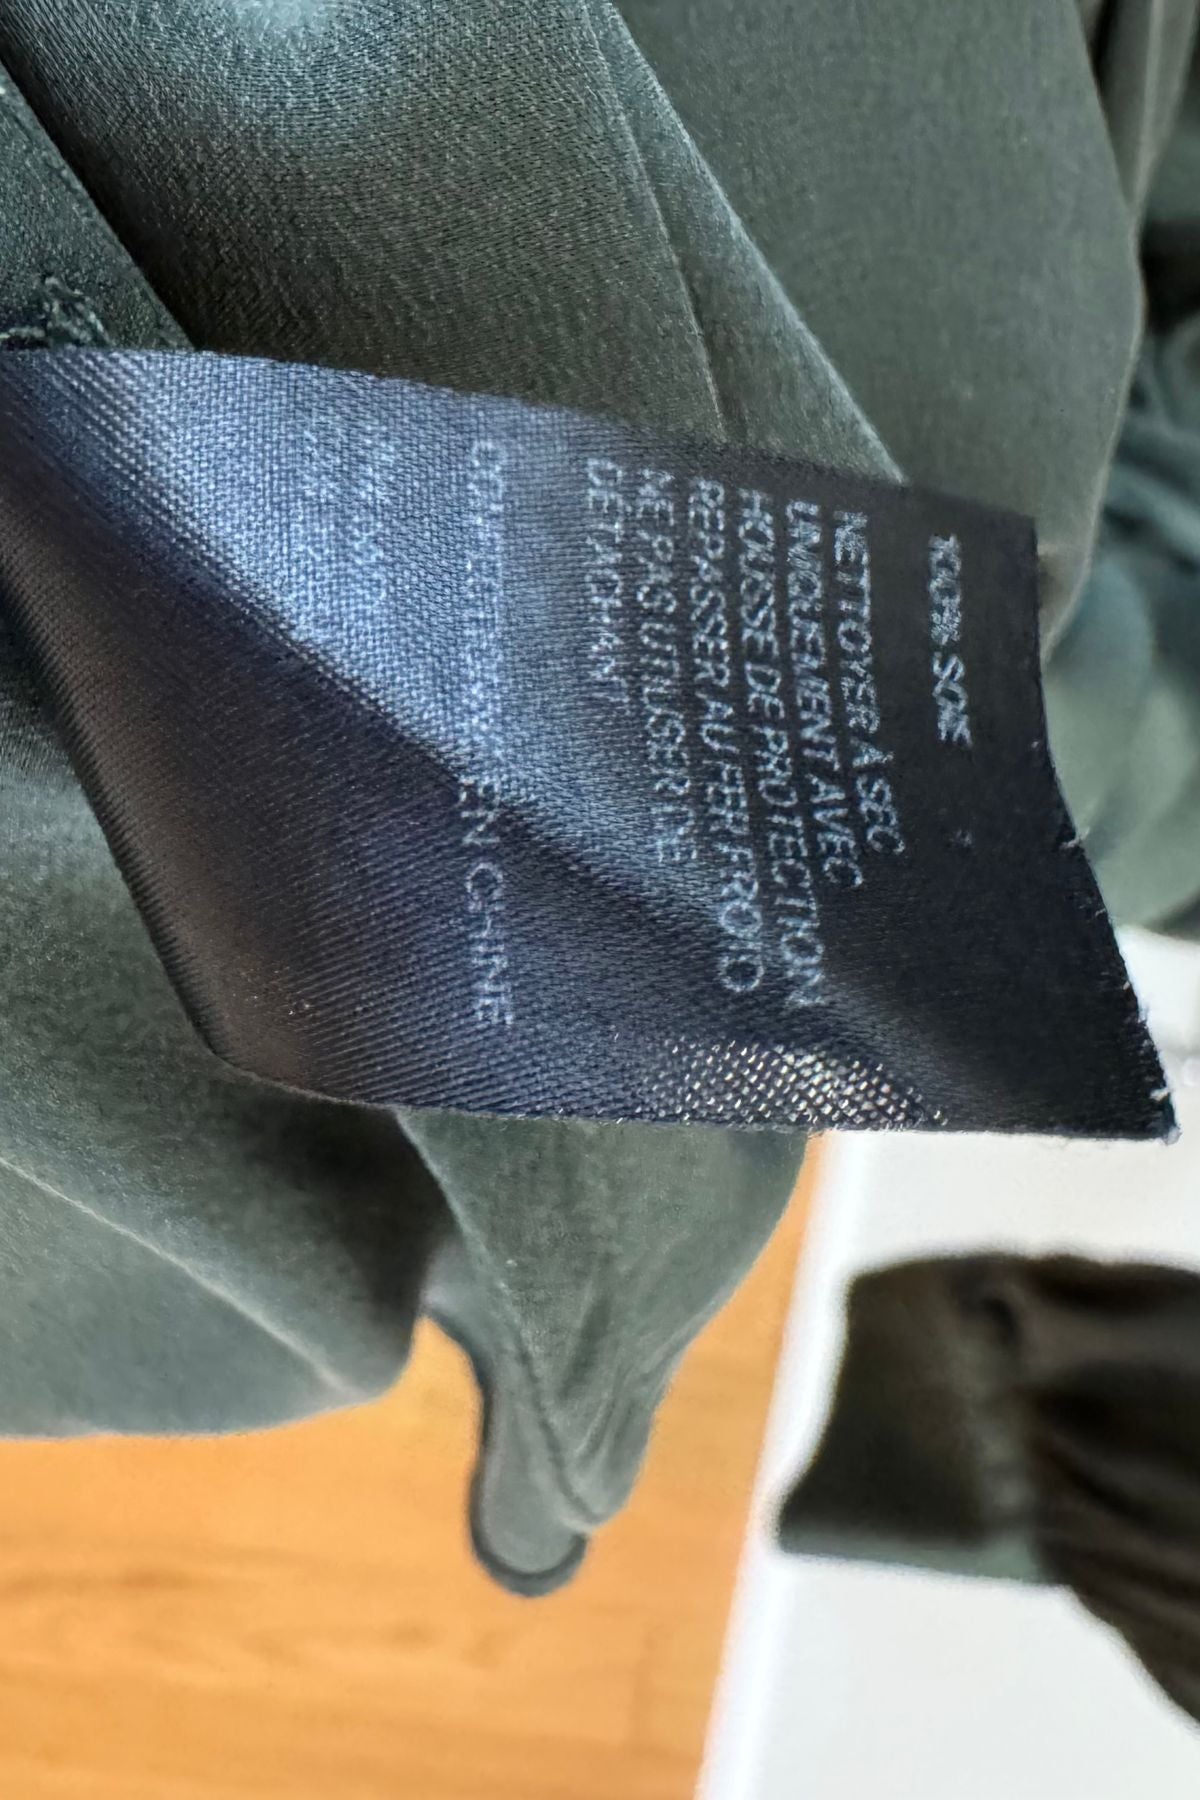 100% SOIE
NETTOYER A SEC
UNIQUEMENT AVEC
HOUSSE DE PROTECTION
REPASSER AU FER FROID
NE PAS UTILISER DE
DETACHANT
EN CHINE